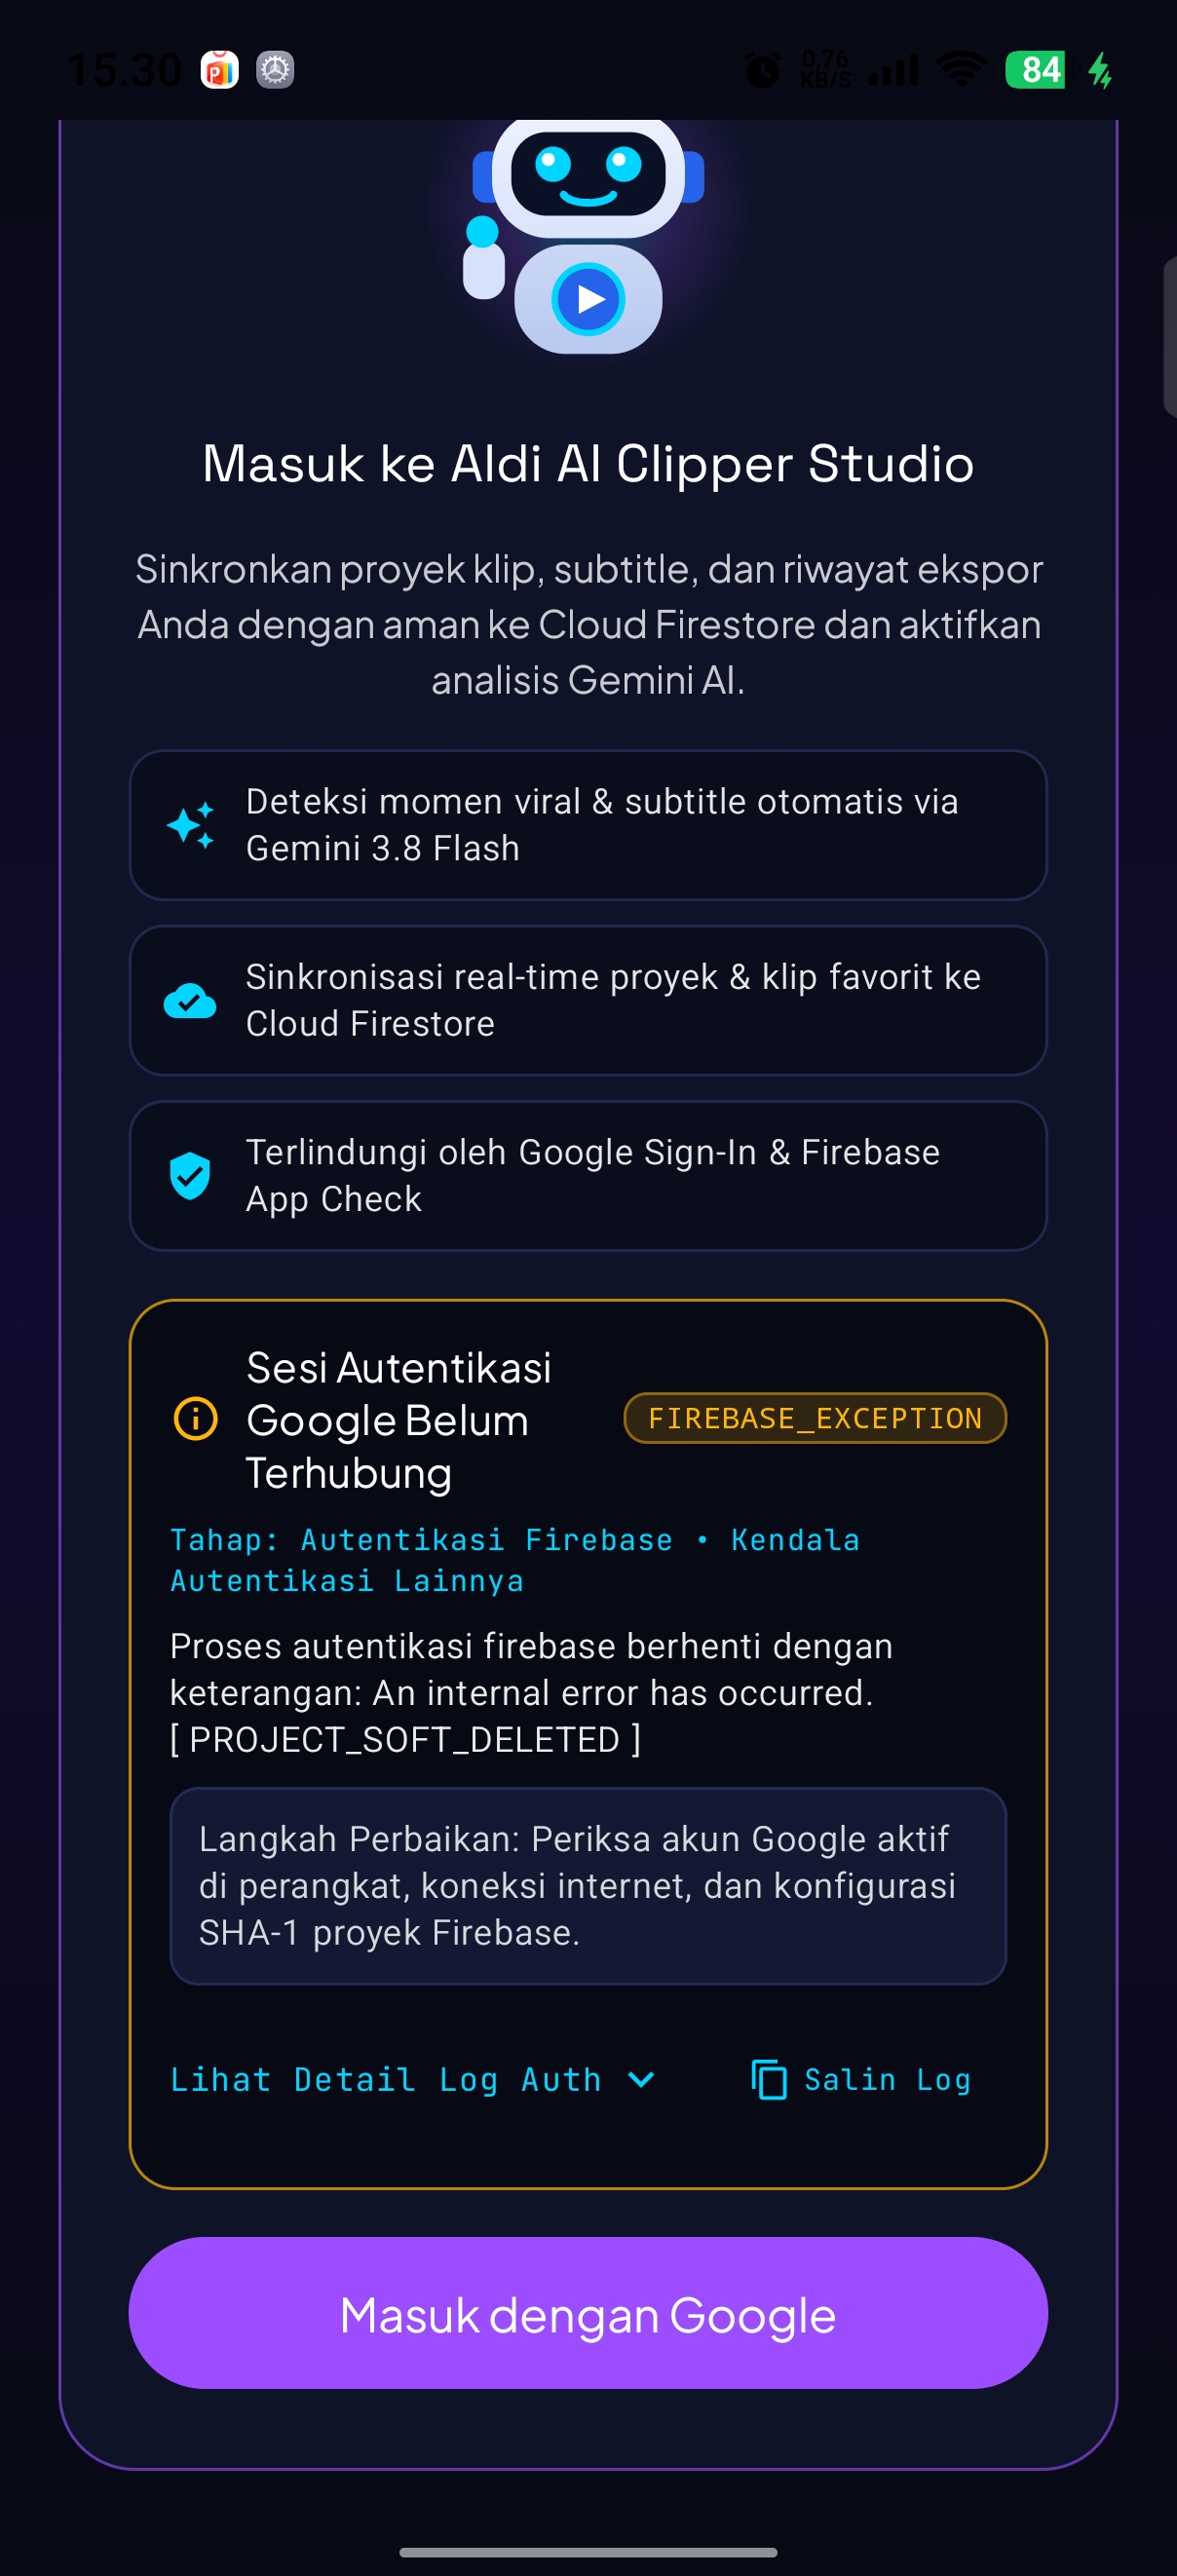 15.30
0,76
KB/S
84
Masuk ke Aldi AI Clipper Studio
Sinkronkan proyek klip, subtitle, dan riwayat ekspor
Anda dengan aman ke Cloud Firestore dan aktifkan
analisis Gemini AI.
Deteksi momen viral & subtitle otomatis via
Gemini 3.8 Flash
Sinkronisasi real-time proyek & klip favorit ke
Cloud Firestore
Terlindungi oleh Google Sign-In & Firebase
App Check
Sesi Autentikasi
Google Belum
Terhubung
FIREBASE_EXCEPTION
Tahap: Autentikasi Firebase • Kendala
Autentikasi Lainnya
Proses autentikasi firebase berhenti dengan
keterangan: An internal error has occurred.
[ PROJECT_SOFT_DELETED ]
Langkah Perbaikan: Periksa akun Google aktif
di perangkat, koneksi internet, dan konfigurasi
SHA-1 proyek Firebase.
Lihat Detail Log Auth
Salin Log
Masuk dengan Google